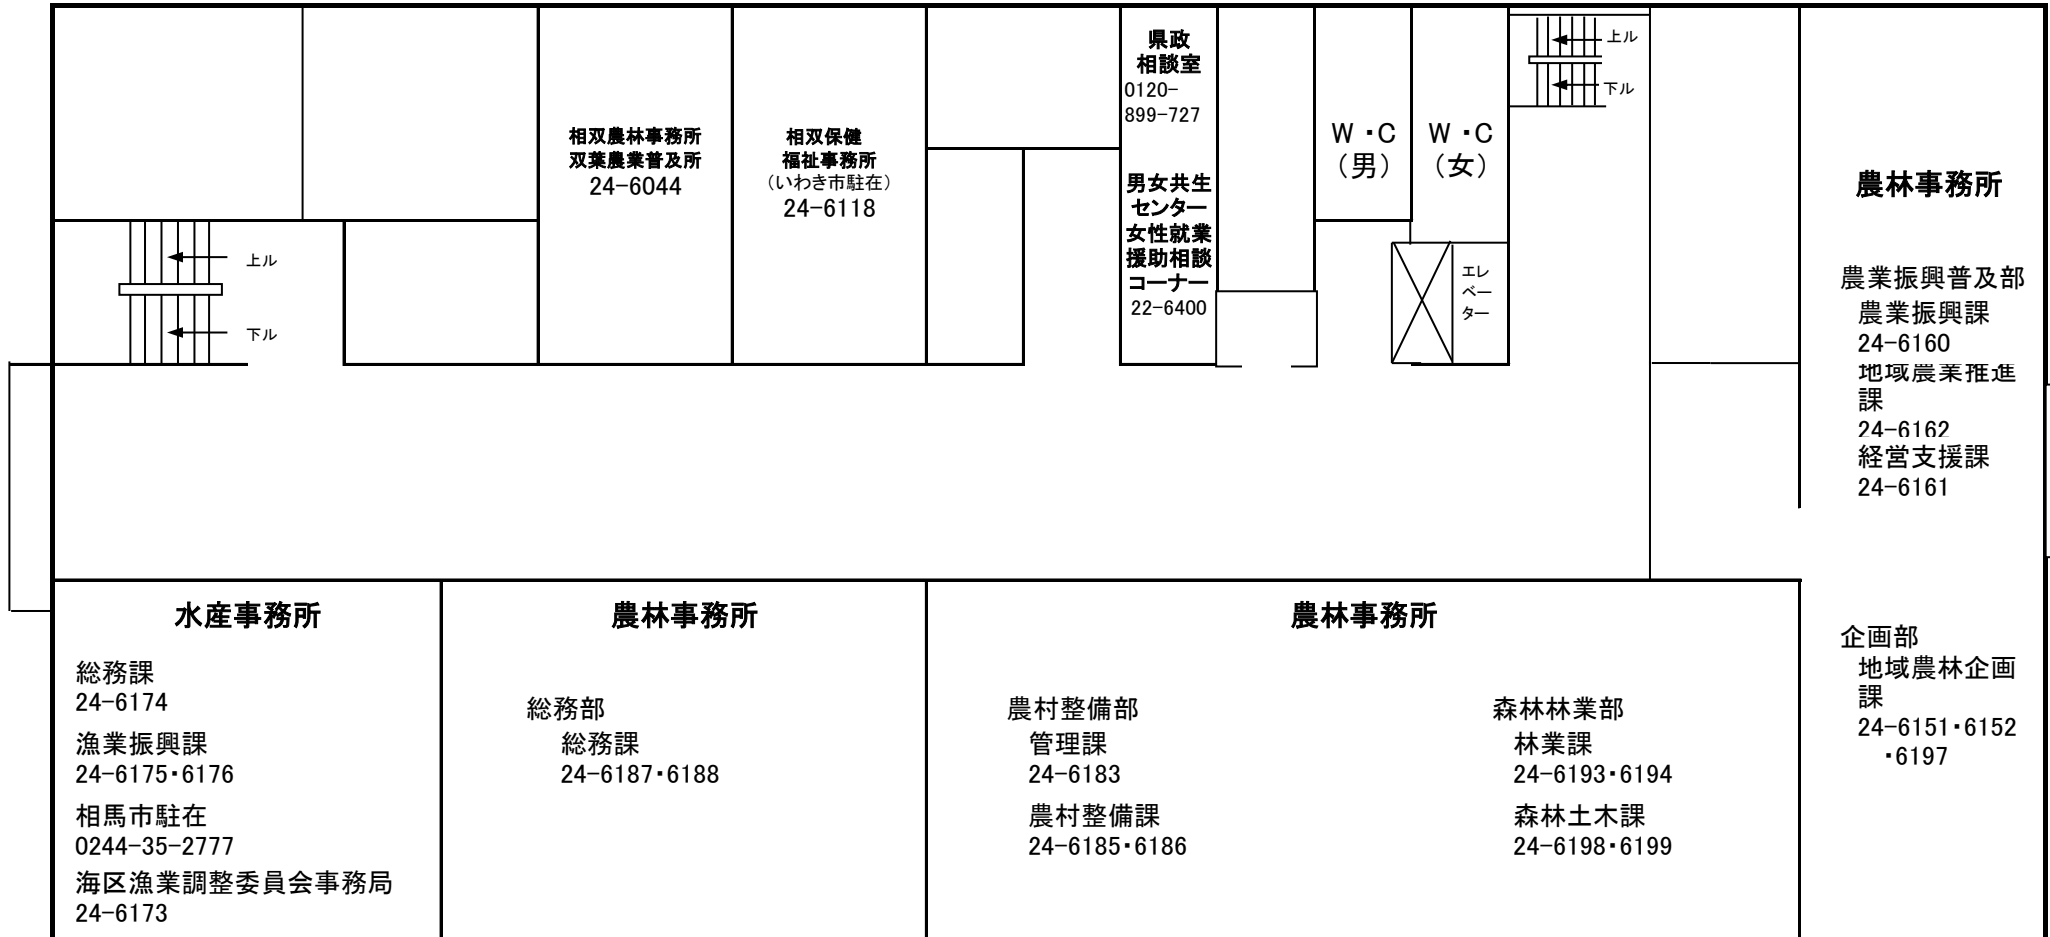 相双農林事務所
双葉農業普及所
24-6044
相双保健
福祉事務所
（いわき市駐在）
24-6118
県政
相談室
0120-
899-727
男女共生
センター
女性就業
援助相談
コーナー
22-6400
W・C
（男）
W・C
（女）
上ル
下ル
エレ
ベー
ター
上ル
下ル
農林事務所
農業振興普及部
農業振興課
24-6160
地域農業推進
課
24-6162
経営支援課
24-6161
企画部
地域農林企画
課
24-6151・6152
・6197
水産事務所
総務課
24-6174
漁業振興課
24-6175・6176
相馬市駐在
0244-35-2777
海区漁業調整委員会事務局
24-6173
農林事務所
総務部
総務課
24-6187・6188
農林事務所
農村整備部
管理課
24-6183
農村整備課
24-6185・6186
森林林業部
林業課
24-6193・6194
森林土木課
24-6198・6199